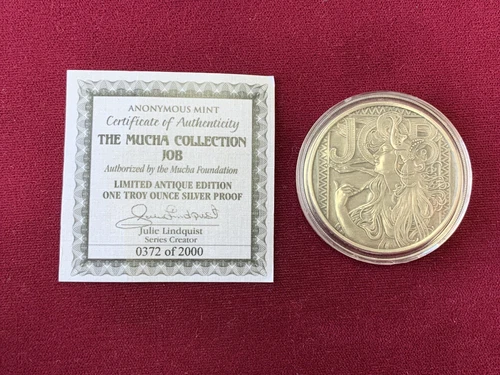 ANONYMOUS MINT
Certificate of Authenticity
THE MUCHA COLLECTION
JOB
Authorized by the Mucha Foundation
LIMITED ANTIQUE EDITION
ONE TROY OUNCE SILVER PROOF
Julie Lindquist
Series Creator
0372 of 2000
JOB